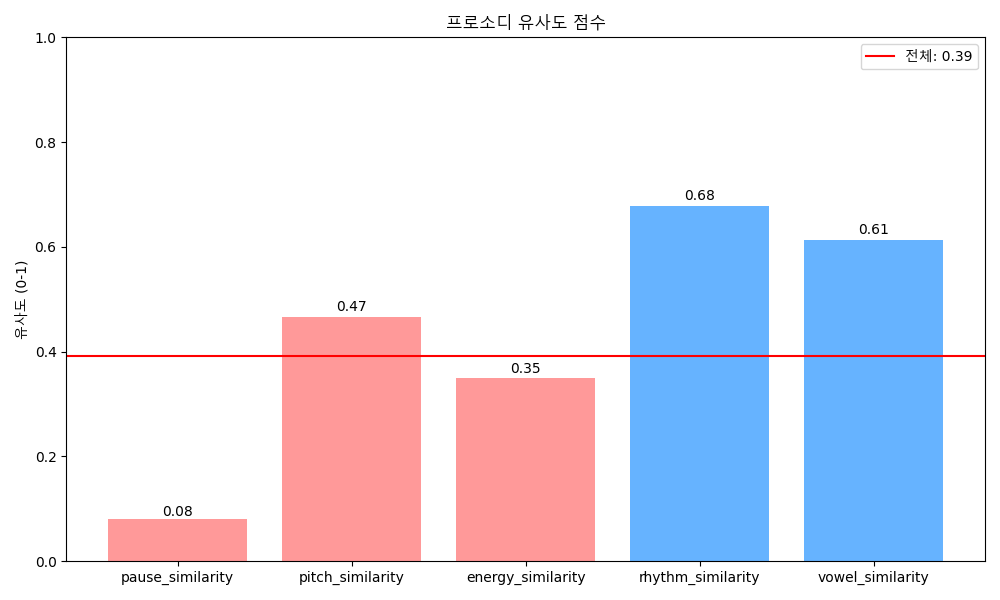 프로소디 유사도 점수
전체: 0.39
유사도 (0-1)
1.0
0.8
0.6
0.4
0.2
0.0
0.08
0.47
0.35
0.68
0.61
pause_similarity
pitch_similarity
energy_similarity
rhythm_similarity
vowel_similarity